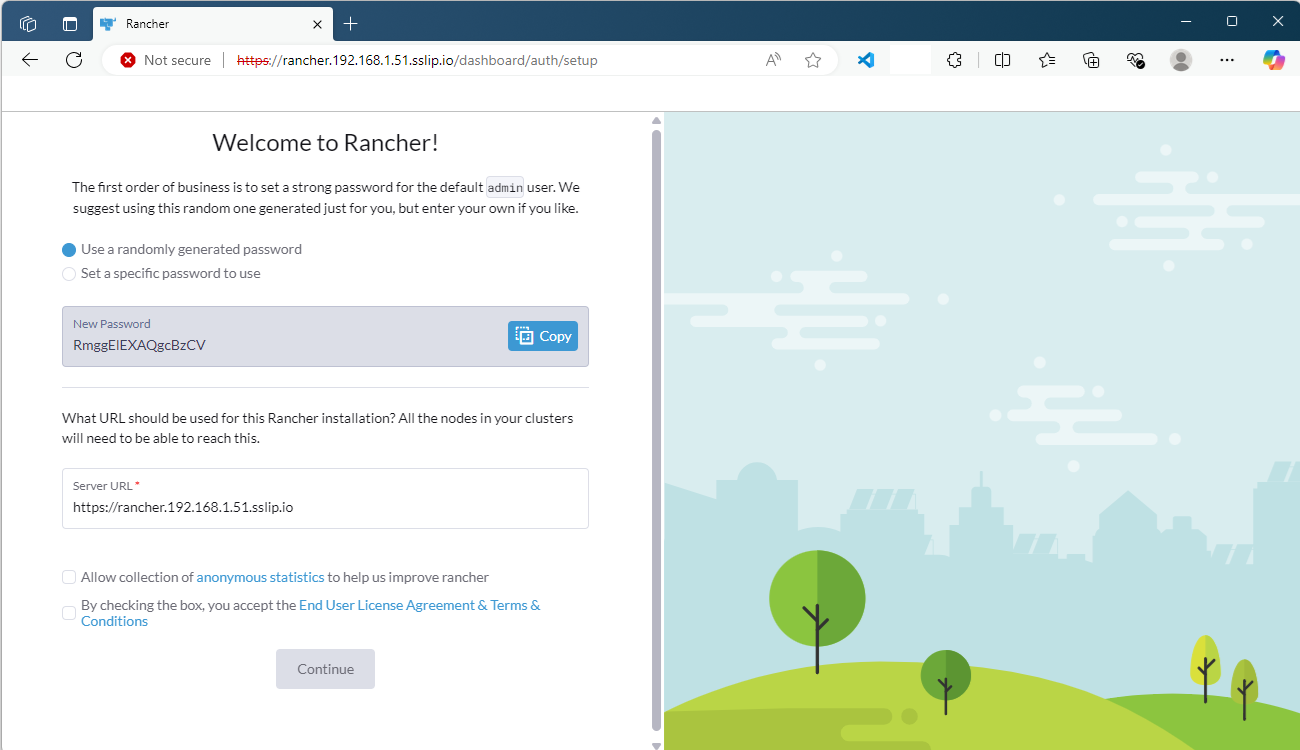 Rancher
Not secure
https://rancher.192.168.1.51.sslip.io/dashboard/auth/setup
Welcome to Rancher!
The first order of business is to set a strong password for the default admin user. We
suggest using this random one generated just for you, but enter your own if you like.
Use a randomly generated password
Set a specific password to use
New Password
RmggElEXAQgcBzCV
Copy
What URL should be used for this Rancher installation? All the nodes in your clusters
will need to be able to reach this.
Server URL *
https://rancher.192.168.1.51.sslip.io
Allow collection of anonymous statistics to help us improve rancher
By checking the box, you accept the End User License Agreement & Terms &
Conditions
Continue